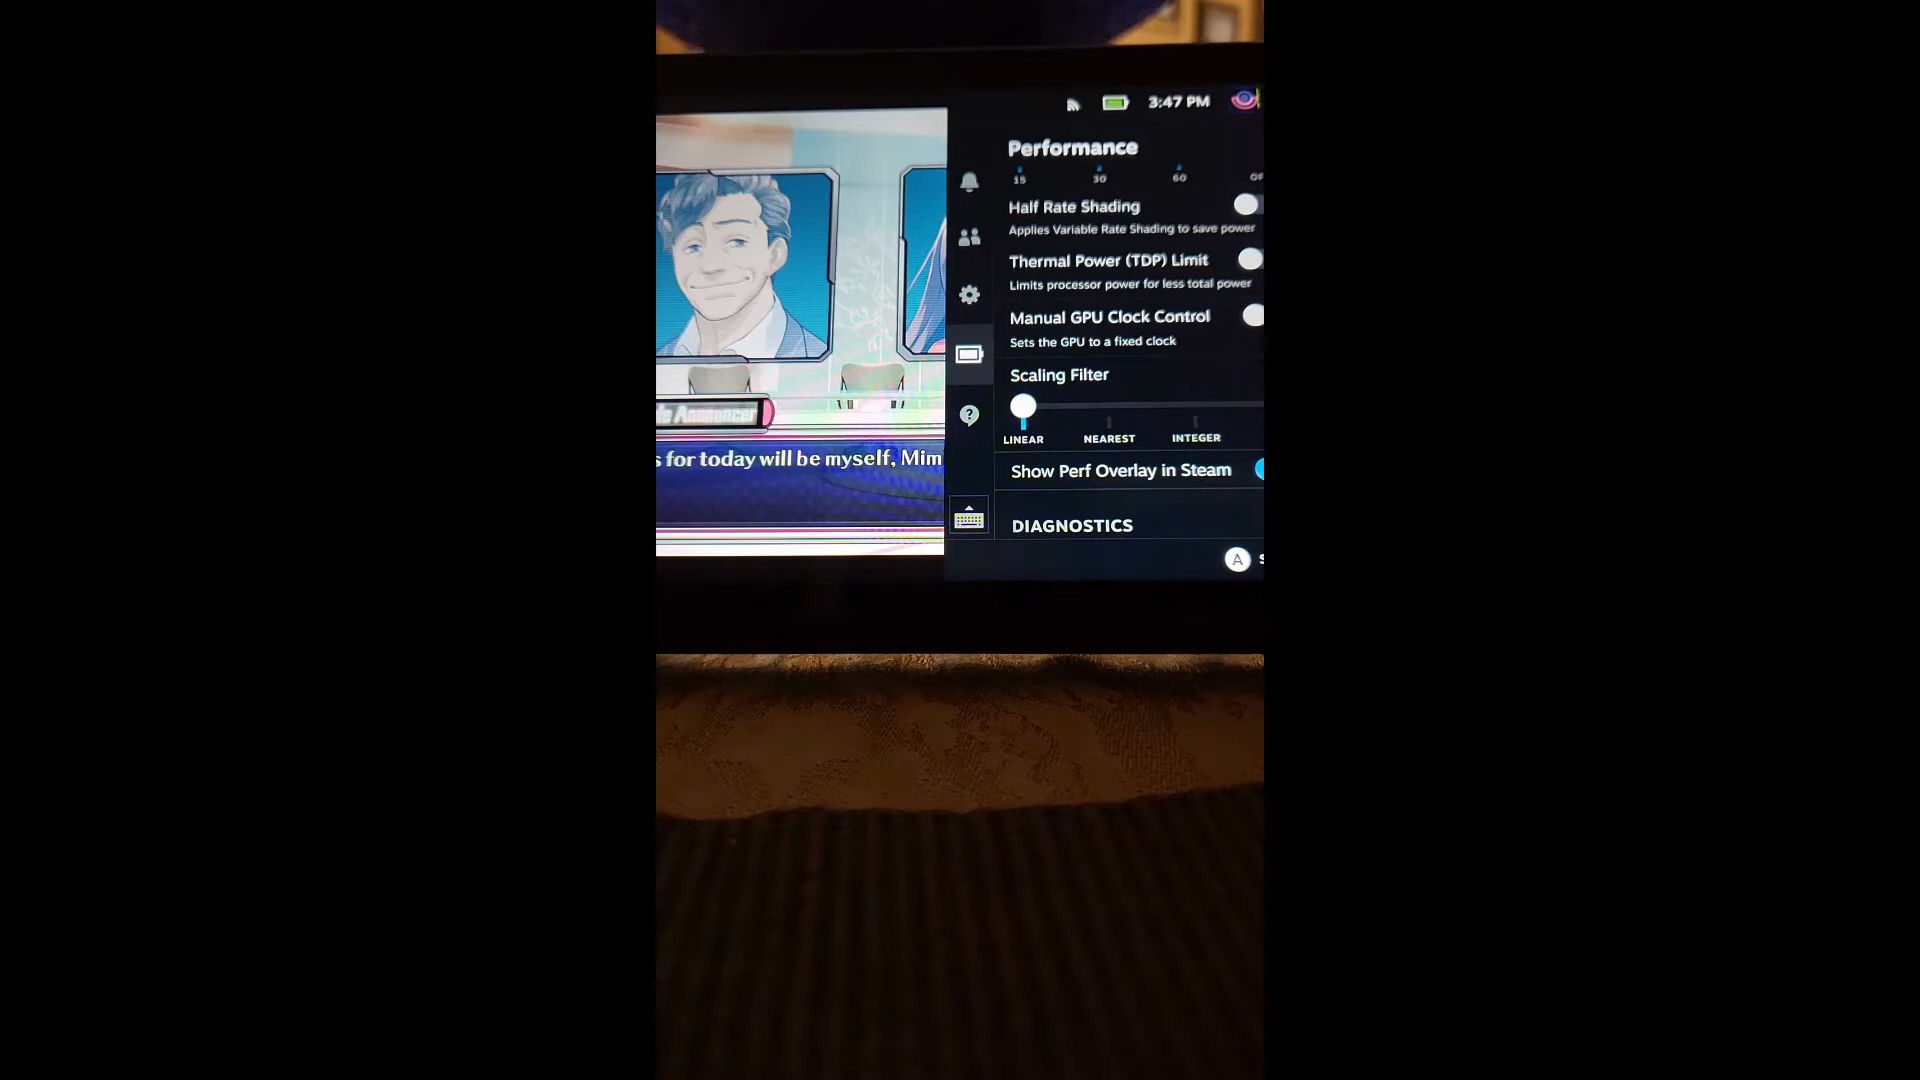 3:47 PM
Performance
15 30 60
Half Rate Shading
Applies Variable Rate Shading to save power
Thermal Power (TDP) Limit
Limits processor power for less total power
Manual GPU Clock Control
Sets the GPU to a fixed clock
Scaling Filter
LINEAR NEAREST INTEGER
Show Perf Overlay in Steam
DIAGNOSTICS
A
Announcer
s for today will be myself, Mim